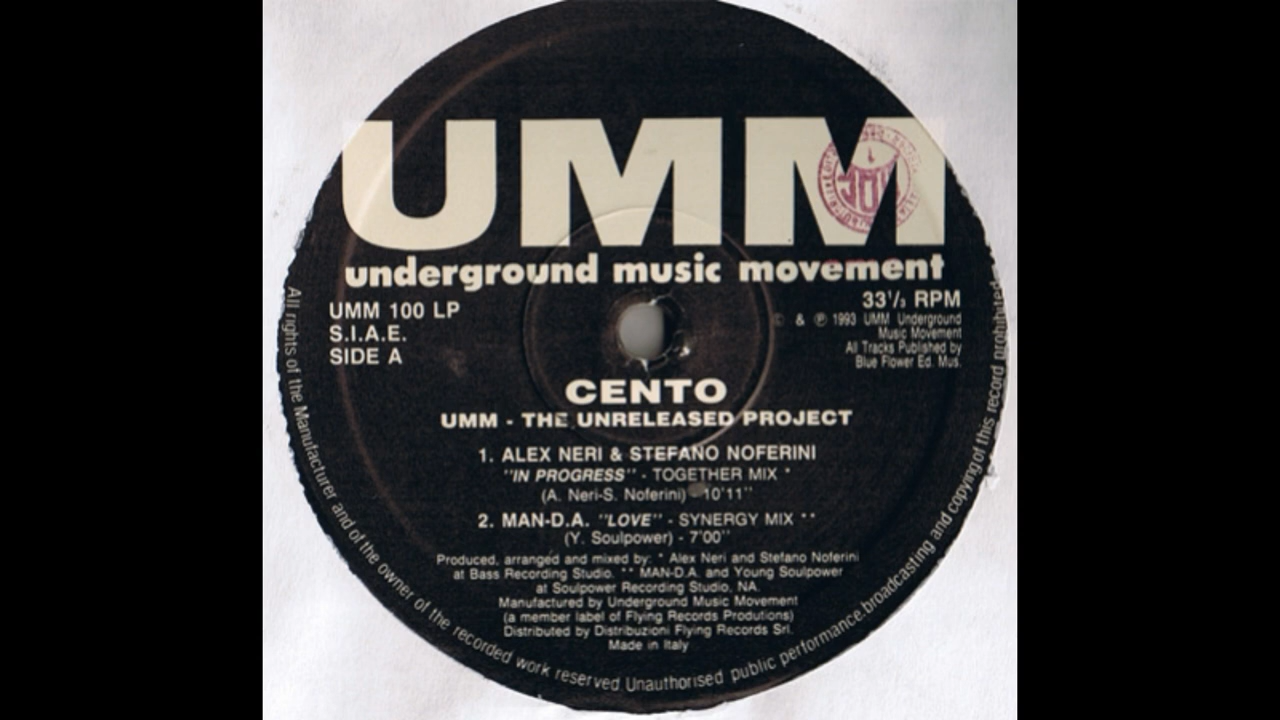 UMM
underground music movement
UMM 100 LP
S.I.A.E.
SIDE A
33⅓ RPM
© & ℗ 1993 UMM Underground
Music Movement
All Tracks Published by
Blue Flower Ed. Mus.
CENTO
UMM - THE UNRELEASED PROJECT
1. ALEX NERI & STEFANO NOFERINI
"IN PROGRESS" - TOGETHER MIX *
(A. Neri-S. Noferini) - 10'11"
2. MAN-D.A. "LOVE" - SYNERGY MIX **
(Y. Soulpower) - 7'00"
Produced, arranged and mixed by: * Alex Neri and Stefano Noferini
at Bass Recording Studio. ** MAN-D.A. and Young Soulpower
at Soulpower Recording Studio, NA.
Manufactured by Underground Music Movement
(a member label of Flying Records Produtions)
Distributed by Distribuzioni Flying Records Srl.
Made in Italy
All rights of the Manufacturer and of the owner of the recorded work reserved. Unauthorised public performance.broadcasting and copying of this record prohibited.